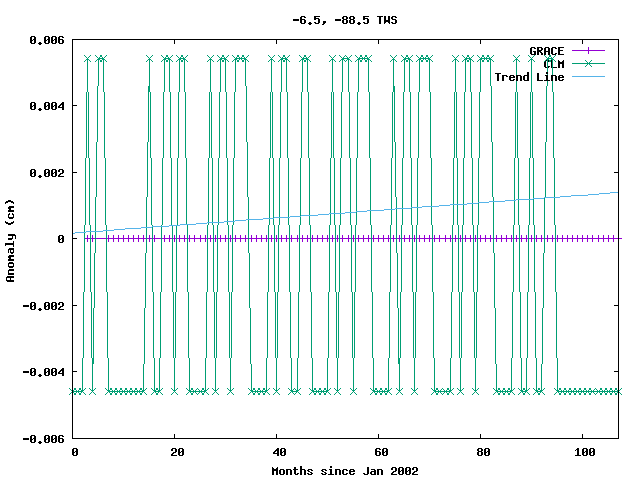 -6.5, -88.5 TWS
GRACE
CLM
Trend Line
0.006
0.004
0.002
0
-0.002
-0.004
-0.006
Anomaly (cm)
0 20 40 60 80 100
Months since Jan 2002